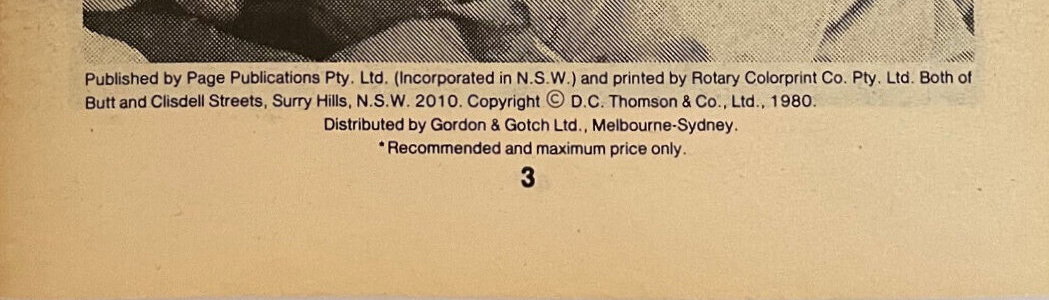 Published by Page Publications Pty. Ltd. (Incorporated in N.S.W.) and printed by Rotary Colorprint Co. Pty. Ltd. Both of
Butt and Clisdell Streets, Surry Hills, N.S.W. 2010. Copyright © D.C. Thomson & Co., Ltd., 1980.
Distributed by Gordon & Gotch Ltd., Melbourne-Sydney.
*Recommended and maximum price only.
3